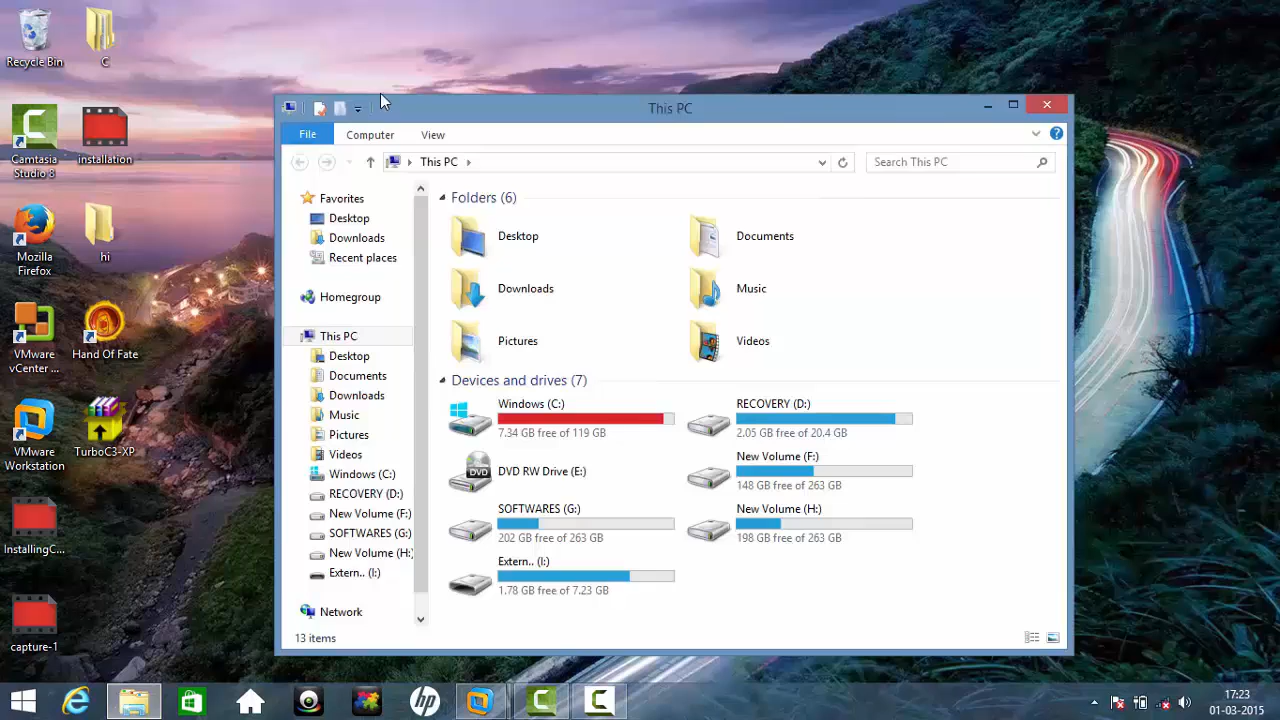 Recycle Bin
C
Camtasia
Studio 8
installation
Mozilla
Firefox
hi
VMware
vCenter ...
Hand Of Fate
VMware
Workstation
TurboC3-XP
InstallingC...
capture-1
This PC
File
Computer
View
This PC
Search This PC
Favorites
Desktop
Downloads
Recent places
Homegroup
This PC
Desktop
Documents
Downloads
Music
Pictures
Videos
Windows (C:)
RECOVERY (D:)
New Volume (F:)
SOFTWARES (G:)
New Volume (H:)
Extern.. (I:)
Network
Folders (6)
Desktop
Documents
Downloads
Music
Pictures
Videos
Devices and drives (7)
Windows (C:)
7.34 GB free of 119 GB
RECOVERY (D:)
2.05 GB free of 20.4 GB
DVD
DVD RW Drive (E:)
New Volume (F:)
148 GB free of 263 GB
SOFTWARES (G:)
202 GB free of 263 GB
New Volume (H:)
198 GB free of 263 GB
Extern.. (I:)
1.78 GB free of 7.23 GB
13 items
hp
17:23
01-03-2015